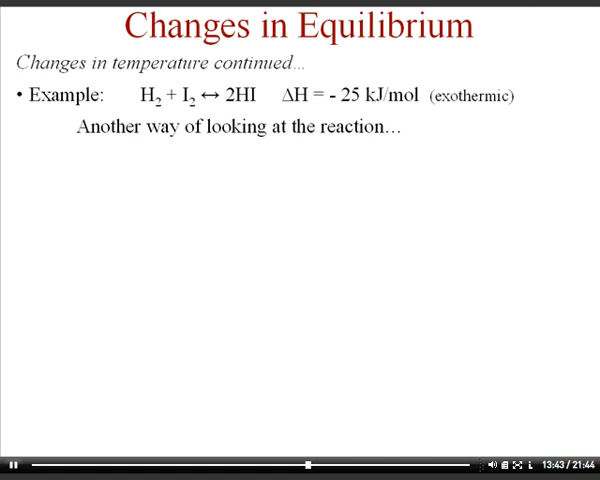 Changes in Equilibrium
Changes in temperature continued…
• Example: H₂ + I₂ ↔ 2HI ΔH = - 25 kJ/mol (exothermic)
Another way of looking at the reaction…
13:43 / 21:44